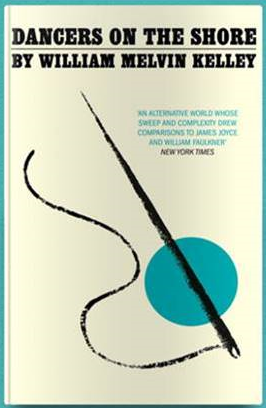 DANCERS ON THE SHORE
BY WILLIAM MELVIN KELLEY
'AN ALTERNATIVE WORLD WHOSE
SWEEP AND COMPLEXITY DREW
COMPARISONS TO JAMES JOYCE
AND WILLIAM FAULKNER'
NEW YORK TIMES